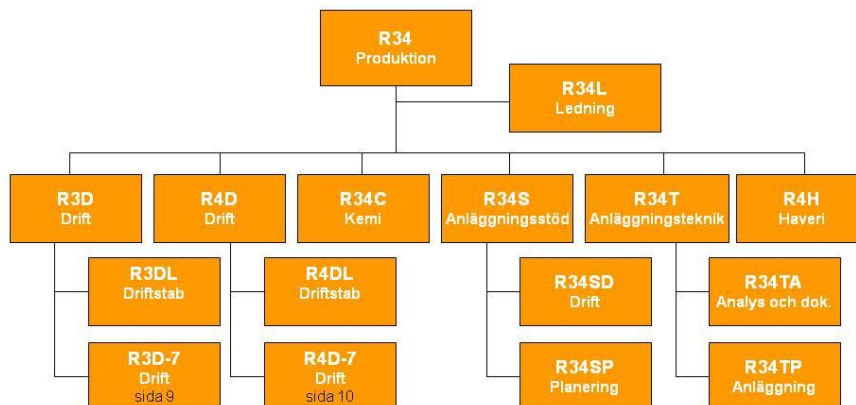 R34
Produktion
R34L
Ledning
R3D
Drift
R4D
Drift
R34C
Kemi
R34S
Anläggningsstöd
R34T
Anläggningsteknik
R4H
Haveri
R3DL
Driftstab
R4DL
Driftstab
R34SD
Drift
R34TA
Analys och dok.
R3D-7
Drift
sida 9
R4D-7
Drift
sida 10
R34SP
Planering
R34TP
Anläggning